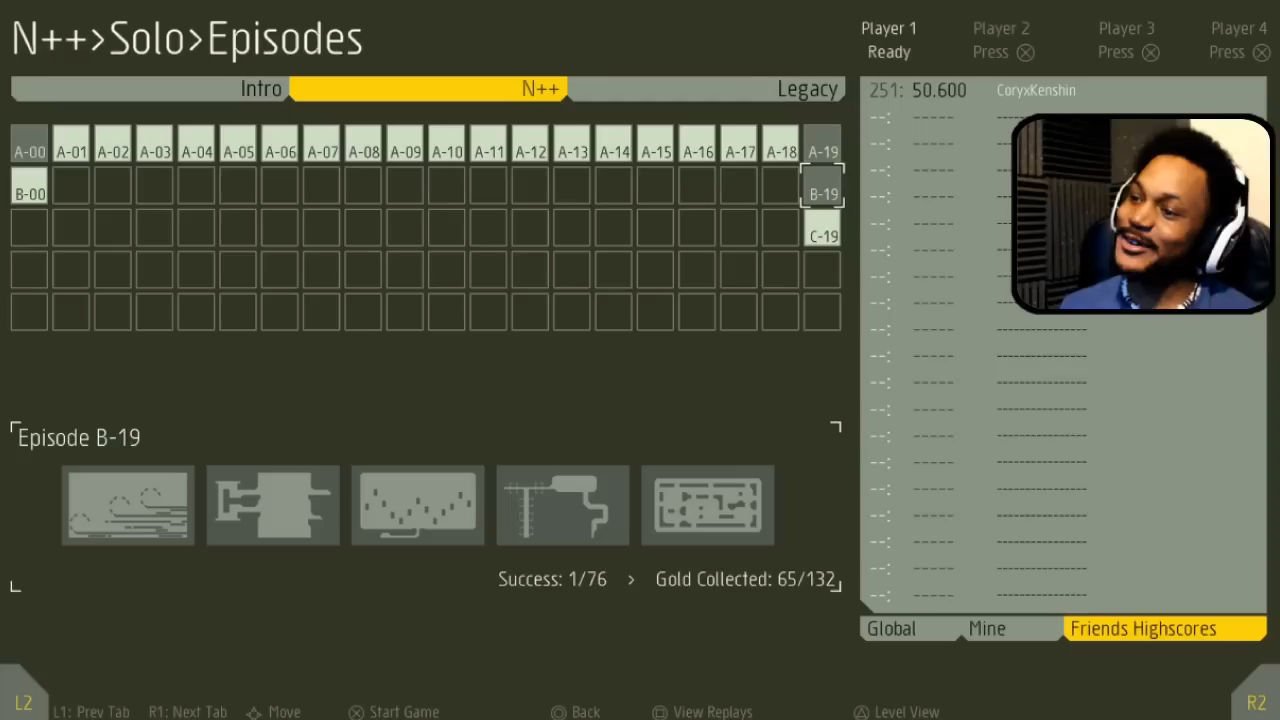 N++>Solo>Episodes
Player 1
Ready
Player 2
Press
Player 3
Press
Player 4
Press
Intro
N++
Legacy
251: 50.600 CoryxKenshin
A-00 A-01 A-02 A-03 A-04 A-05 A-06 A-07 A-08 A-09 A-10 A-11 A-12 A-13 A-14 A-15 A-16 A-17 A-18 A-19
B-00 B-19
C-19
Episode B-19
Success: 1/76 > Gold Collected: 65/132
Global Mine Friends Highscores
L2 L1: Prev Tab R1: Next Tab Move Start Game Back View Replays Level View R2